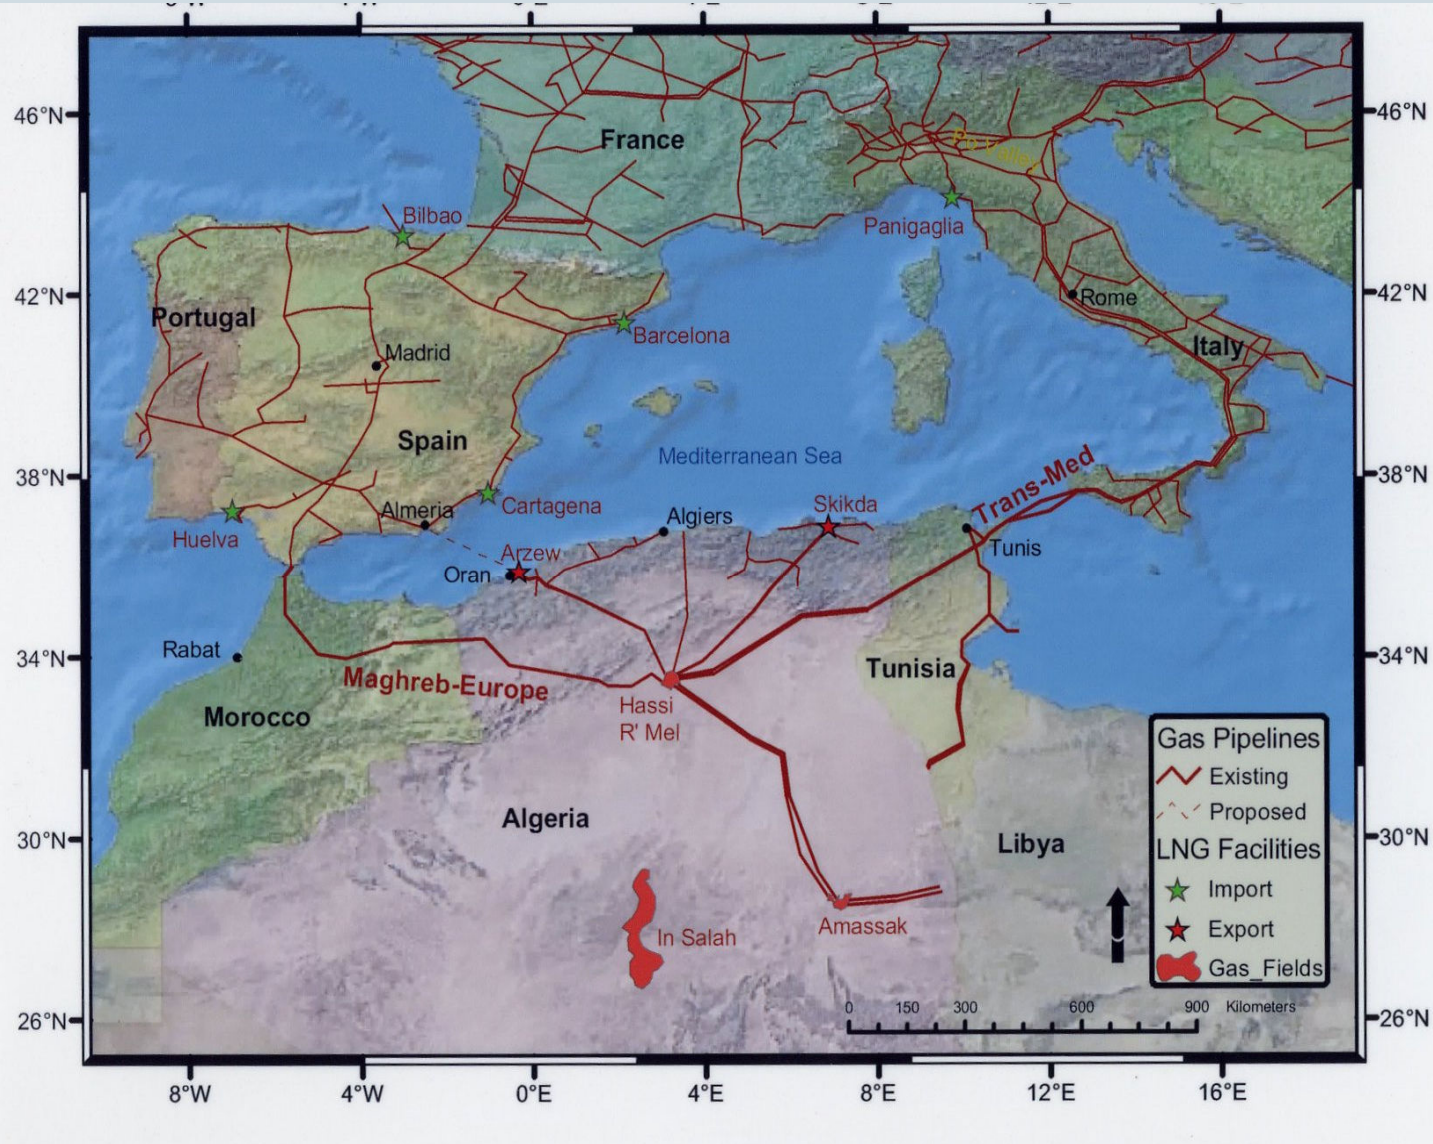 46°N
46°N
France
Po Valley
Bilbao
Panigaglia
42°N
42°N
Rome
Portugal
Barcelona
Italy
Madrid
Spain
Mediterranean Sea
38°N
38°N
Trans-Med
Cartagena
Skikda
Almeria
Algiers
Huelva
Arzew
Tunis
Oran
Rabat
34°N
34°N
Tunisia
Maghreb-Europe
Hassi
R' Mel
Morocco
Gas Pipelines
Existing
Proposed
Algeria
30°N
30°N
Libya
LNG Facilities
Import
Amassak
Export
In Salah
Gas_Fields
0 150 300 600 900 Kilometers
26°N
26°N
8°W 4°W 0°E 4°E 8°E 12°E 16°E